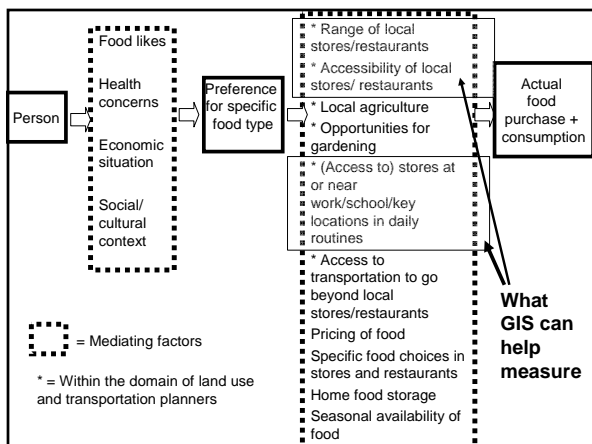 Person
Food likes
Health
concerns
Economic
situation
Social/
cultural
context
Preference
for specific
food type
* Range of local
stores/restaurants
* Accessibility of local
stores/ restaurants
* Local agriculture
* Opportunities for
gardening
* (Access to) stores at
or near
work/school/key
locations in daily
routines
* Access to
transportation to go
beyond local
stores/restaurants
Pricing of food
Specific food choices in
stores and restaurants
Home food storage
Seasonal availability of
food
Actual
food
purchase +
consumption
What
GIS can
help
measure
= Mediating factors
* = Within the domain of land use
and transportation planners